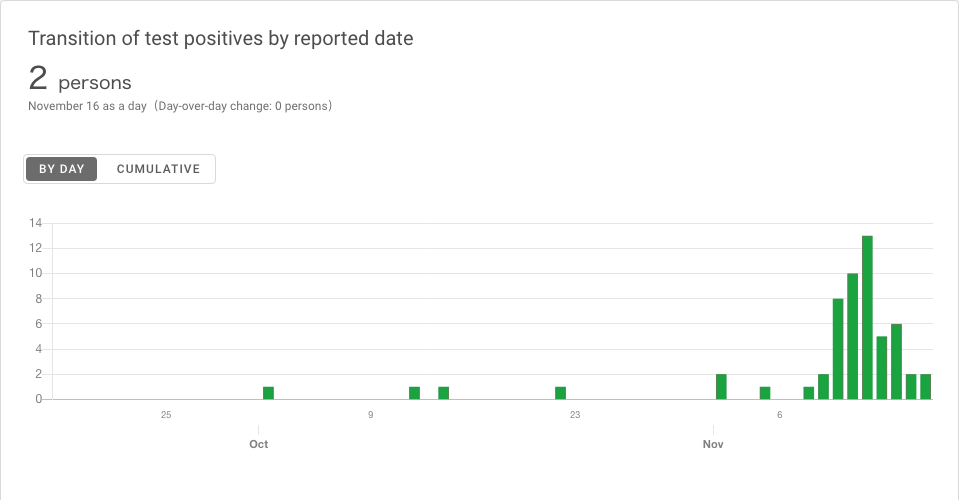 Transition of test positives by reported date
2 persons
November 16 as a day (Day-over-day change: 0 persons)
BY DAY CUMULATIVE
14
12
10
8
6
4
2
0
25 9 23 6
Oct Nov